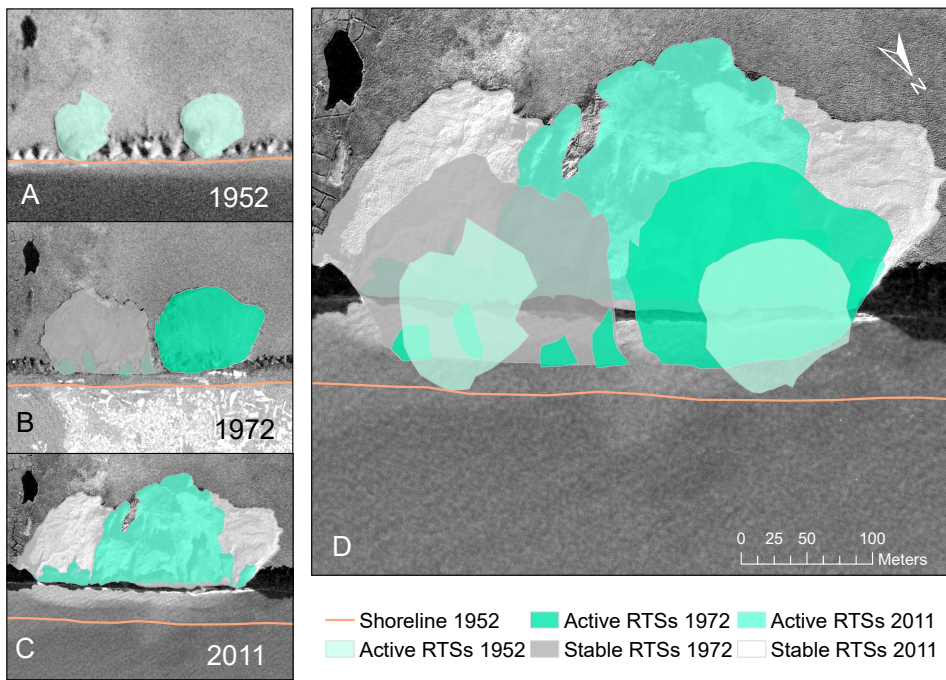 A
1952
B
1972
C
2011
D
N
0 25 50 100
Meters
Shoreline 1952
Active RTSs 1972
Active RTSs 2011
Active RTSs 1952
Stable RTSs 1972
Stable RTSs 2011